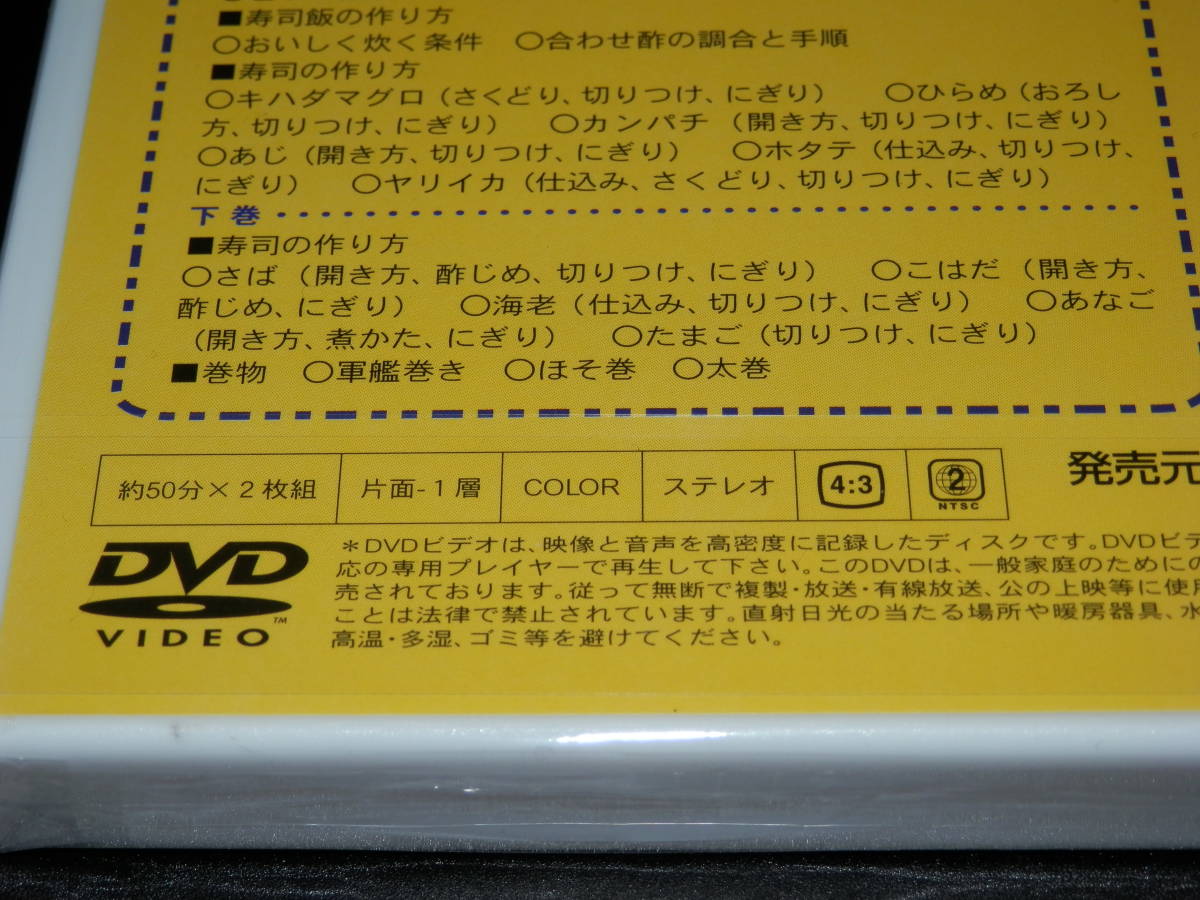 ■寿司飯の作り方
○おいしく炊く条件　○合わせ酢の調合と手順
■寿司の作り方
○キハダマグロ（さくどり、切りつけ、にぎり）　○ひらめ（おろし
方、切りつけ、にぎり）　○カンパチ（開き方、切りつけ、にぎり）
○あじ（開き方、切りつけ、にぎり）　○ホタテ（仕込み、切りつけ、
にぎり）　○ヤリイカ（仕込み、さくどり、切りつけ、にぎり）
下巻
■寿司の作り方
○さば（開き方、酢じめ、切りつけ、にぎり）　○こはだ（開き方、
酢じめ、にぎり）　○海老（仕込み、切りつけ、にぎり）　○あなご
（開き方、煮かた、にぎり）　○たまご（切りつけ、にぎり）
■巻物　○軍艦巻き　○ほそ巻　○太巻
約50分×2枚組　片面-1層　COLOR　ステレオ　4:3　2 NTSC
発売元
DVD VIDEO ™
＊DVDビデオは、映像と音声を高密度に記録したディスクです。DVDビデ
応の専用プレイヤーで再生して下さい。このDVDは、一般家庭のための
売されております。従って無断で複製・放送・有線放送、公の上映等に使
ことは法律で禁止されています。直射日光の当たる場所や暖房器具、水
高温・多湿、ゴミ等を避けてください。